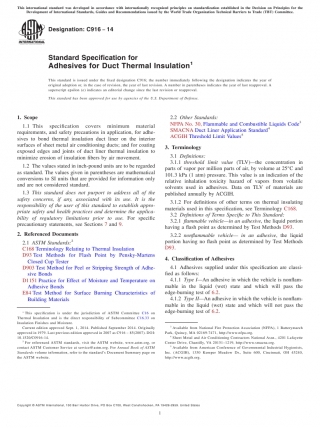 This international standard was developed in accordance with internationally recognized principles on standardization established in the Decision on Principles for the
Development of International Standards, Guides and Recommendations issued by the World Trade Organization Technical Barriers to Trade (TBT) Committee.
ASTM
INTERNATIONAL
Designation: C916 − 14
Standard Specification for
Adhesives for Duct Thermal Insulation1
This standard is issued under the fixed designation C916; the number immediately following the designation indicates the year of
original adoption or, in the case of revision, the year of last revision. A number in parentheses indicates the year of last reapproval. A
superscript epsilon (ε) indicates an editorial change since the last revision or reapproval.
This standard has been approved for use by agencies of the U.S. Department of Defense.
1. Scope
1.1 This specification covers minimum material
requirements, and safety precautions in application, for adhe-
sives to bond thermal insulation duct liner on the interior
surfaces of sheet metal air conditioning ducts; and for coating
exposed edges and joints of duct liner thermal insulation to
minimize erosion of insulation fibers by air movement.
1.2 The values stated in inch-pound units are to be regarded
as standard. The values given in parentheses are mathematical
conversions to SI units that are provided for information only
and are not considered standard.
1.3 This standard does not purport to address all of the
safety concerns, if any, associated with its use. It is the
responsibility of the user of this standard to establish appro-
priate safety and health practices and determine the applica-
bility of regulatory limitations prior to use. For specific
precautionary statements, see Sections 7 and 9.
2. Referenced Documents
2.1 ASTM Standards:2
C168 Terminology Relating to Thermal Insulation
D93 Test Methods for Flash Point by Pensky-Martens
Closed Cup Tester
D903 Test Method for Peel or Stripping Strength of Adhe-
sive Bonds
D1151 Practice for Effect of Moisture and Temperature on
Adhesive Bonds
E84 Test Method for Surface Burning Characteristics of
Building Materials
1 This specification is under the jurisdiction of ASTM Committee C16 on
Thermal Insulation and is the direct responsibility of Subcommittee C16.33 on
Insulation Finishes and Moisture.
Current edition approved Sept. 1, 2014. Published September 2014. Originally
approved in 1979. Last previous edition approved in 2007 as C916 –
2 For referenced ASTM standards, visit the ASTM website, www.astm.org, or
contact ASTM Customer Service at service@astm.org. For Annual Book of ASTM
Standards volume information, refer to the standard's Document Summary page on
the ASTM website.
2.2 Other Standards:
NFPA No. 30, Flammable and Combustible Liquids Code3
SMACNA Duct Liner Application Standard4
ACGIH Threshold Limit Values5
3. Terminology
3.1 Definitions:
3.1.1 threshold limit value (TLV)—the concentration in
parts of vapor per million parts of air, by volume at 25°C and
101.3 kPa (1 atm) pressure. This value is an indication of the
relative inhalation toxicity hazard of vapors from volatile
solvents used in adhesives. Data on TLV of materials are
published annually by ACGIH.
3.1.2 For definitions of other terms on thermal insulating
materials used in this specification, see Terminology C168.
3.2 Definitions of Terms Specific to This Standard:
3.2.1 flammable vehicle—in an adhesive, the liquid portion
having a flash point as determined by Test Methods D93.
3.2.2 nonflammable vehicle—in the adhesive, the liquid
portion having no flash point as determined by Test Methods
D93.
4. Classification of Adhesives
4.1 Adhesives supplied under this specification are classi-
fied as follows:
4.1.1 Type I—An adhesive in which the vehicle is nonflam-
mable in the liquid (wet) state and which will pass the
edge-burning test of 6.2.
4.1.2 Type II—An adhesive in which the vehicle is nonflam-
mable in the liquid (wet) state and which will not pass the
edge-burning test of 6.2.
3 Available from National Fire Protection Association (NFPA), 1 Batterymarch
Park, Quincy, MA 02169-7471, http://www.nfpa.org.
4 Sheet Metal and Air Conditioning Contractors National Assn., 4201 Lafayette
Center Drive, Chantilly, VA 20151–1219, http://www.smacna.org.
5 Available from American Conference of Governmental Industrial Hygienists,
Inc. (ACGIH), 1330 Kemper Meadow Dr., Suite 600, Cincinnati, OH 45240,
http://www.acgih.org.
1